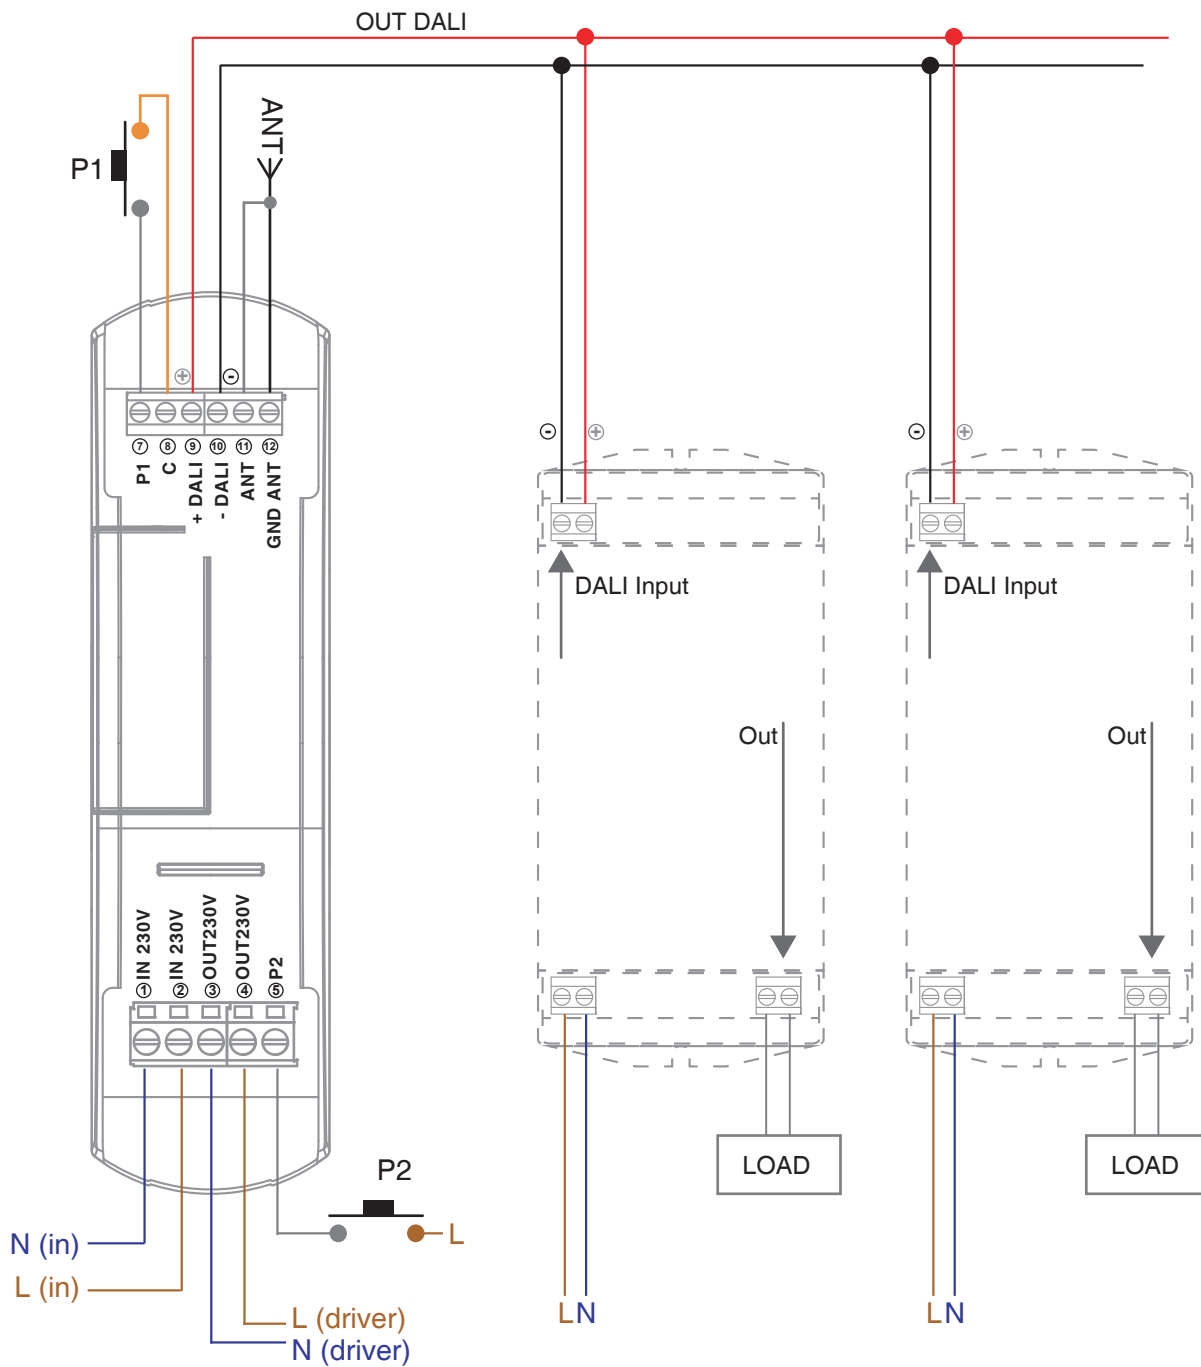 OUT DALI
ANT
P1
+
-
7 8 9 10 11 12
P1
C
+ DALI
- DALI
ANT
GND ANT
- +
- +
DALI Input
DALI Input
Out
Out
IN 230V
IN 230V
OUT230V
OUT230V
P2
1 2 3 4 5
LOAD
LOAD
P2
L
N (in)
L (in)
L (driver)
N (driver)
L N
L N